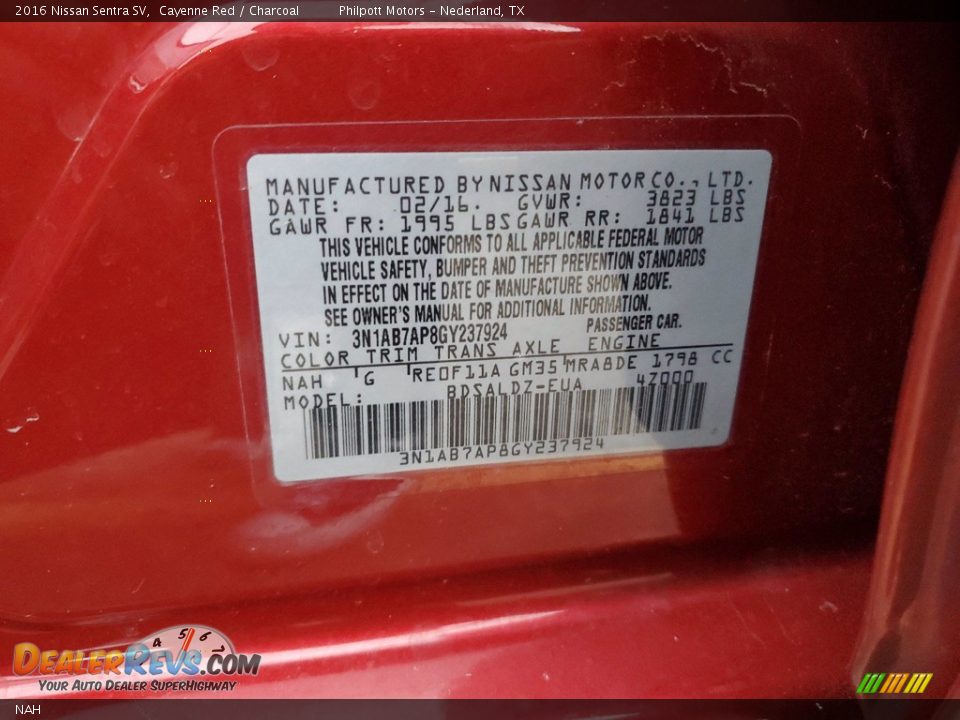 2016 Nissan Sentra SV, Cayenne Red / Charcoal Philpott Motors - Nederland, TX
MANUFACTURED BY NISSAN MOTOR CO., LTD.
DATE: 02/16. GVWR: 3823 LBS
GAWR FR: 1995 LBS GAWR RR: 1841 LBS
THIS VEHICLE CONFORMS TO ALL APPLICABLE FEDERAL MOTOR
VEHICLE SAFETY, BUMPER AND THEFT PREVENTION STANDARDS
IN EFFECT ON THE DATE OF MANUFACTURE SHOWN ABOVE.
SEE OWNER'S MANUAL FOR ADDITIONAL INFORMATION.
VIN: 3N1AB7AP8GY237924 PASSENGER CAR.
COLOR TRIM TRANS AXLE ENGINE
NAH G RE0F11A GM35 MRA8DE 1798 CC
MODEL: BDSALDZ-EUA 47000
3N1AB7AP8GY237924
4 5 6 7
DEALERREVS.COM
YOUR AUTO DEALER SUPERHIGHWAY
NAH